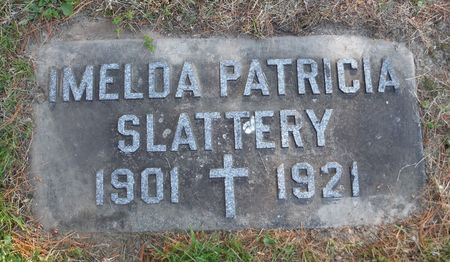 IMELDA PATRICIA
SLATTERY
1901 ✝ 1921